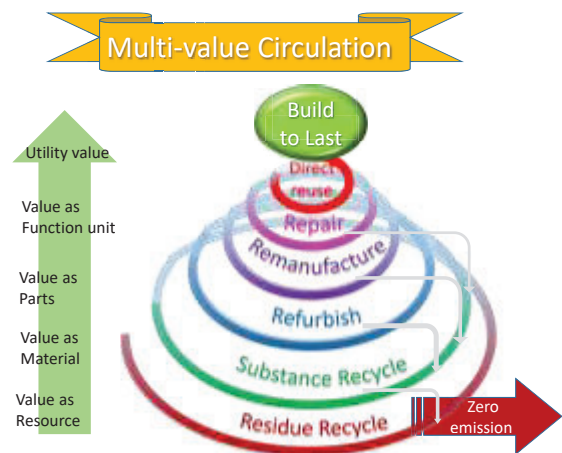 Multi-value Circulation
Build
to Last
Utility value
Direct
reuse
Value as
Function unit
Repair
Remanufacture
Value as
Parts
Refurbish
Value as
Material
Substance Recycle
Value as
Resource
Residue Recycle
Zero
emission